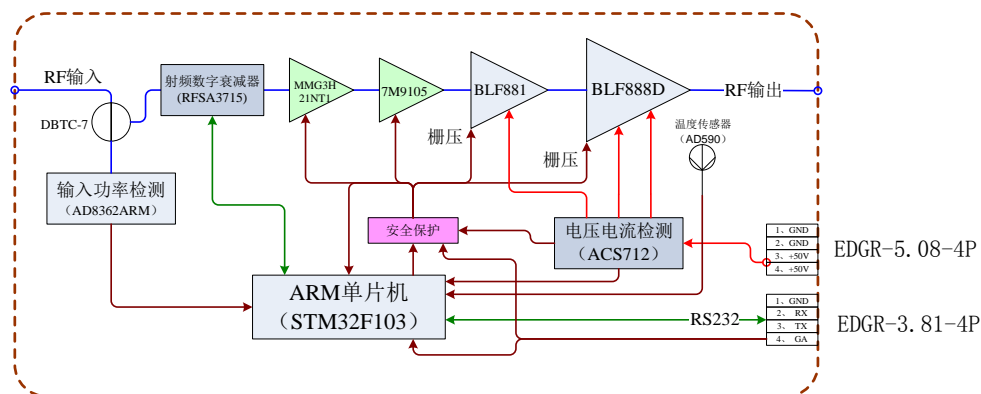 RF输入
射频数字衰减器
(RFSA3715)
MMG3H
21NT1
7M9105
BLF881
BLF888D
RF输出
DBTC-7
栅压
栅压
温度传感器
(AD590)
输入功率检测
(AD8362ARM)
安全保护
电压电流检测
(ACS712)
1、GND
2、GND
3、+50V
4、+50V
EDGR-5.08-4P
ARM单片机
(STM32F103)
RS232
1、GND
2、 RX
3、 TX
4、 GA
EDGR-3.81-4P